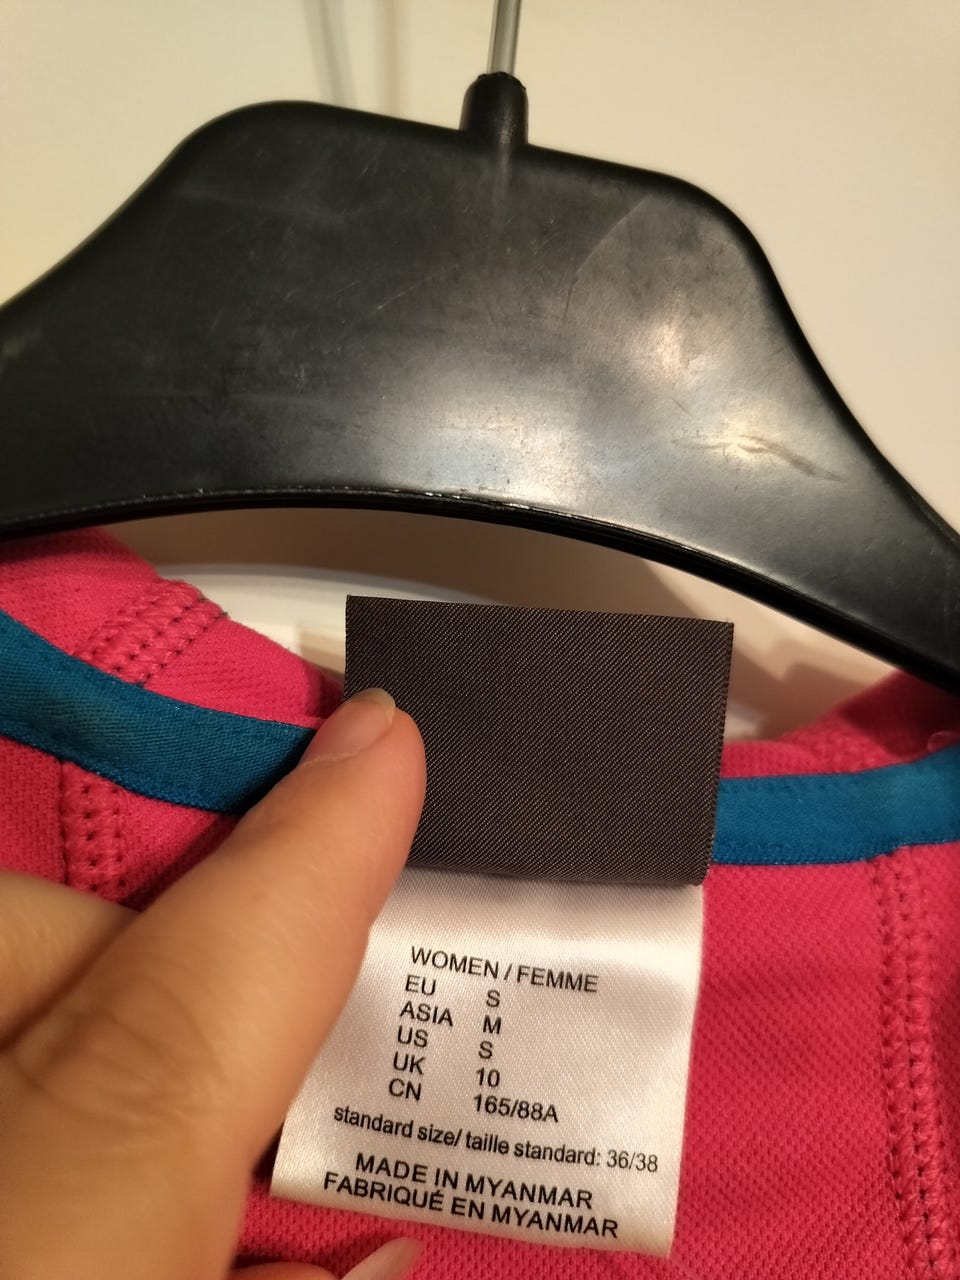 WOMEN / FEMME
EU S
ASIA M
US S
UK 10
CN 165/88A
standard size/ taille standard: 36/38
MADE IN MYANMAR
FABRIQUÉ EN MYANMAR